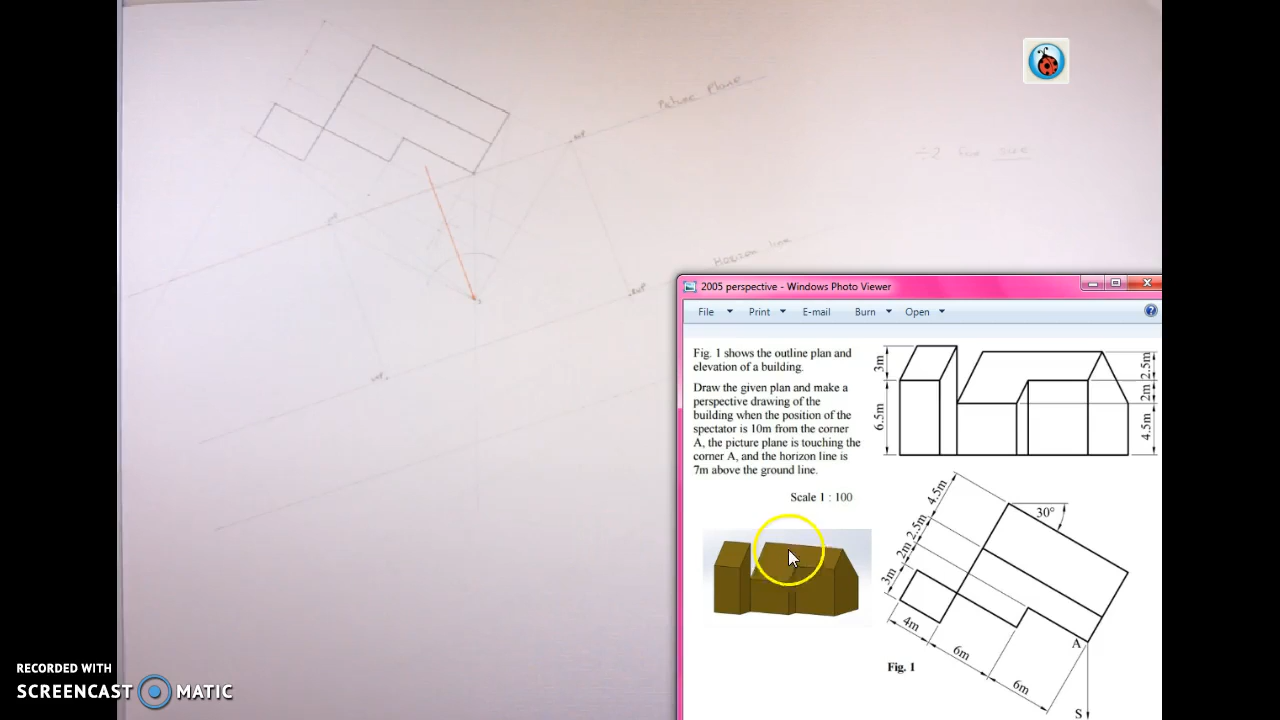 Picture Plane
÷2 for size
Horizon line
S
2005 perspective - Windows Photo Viewer
File Print E-mail Burn Open
Fig. 1 shows the outline plan and
elevation of a building.
Draw the given plan and make a
perspective drawing of the
building when the position of the
spectator is 10m from the corner
A, the picture plane is touching the
corner A, and the horizon line is
7m above the ground line.
Scale 1 : 100
3m
6.5m
2.5m
2m
4.5m
4.5m
2.5m
2m
3m
30°
4m
6m
6m
A
S
Fig. 1
RECORDED WITH
SCREENCAST MATIC